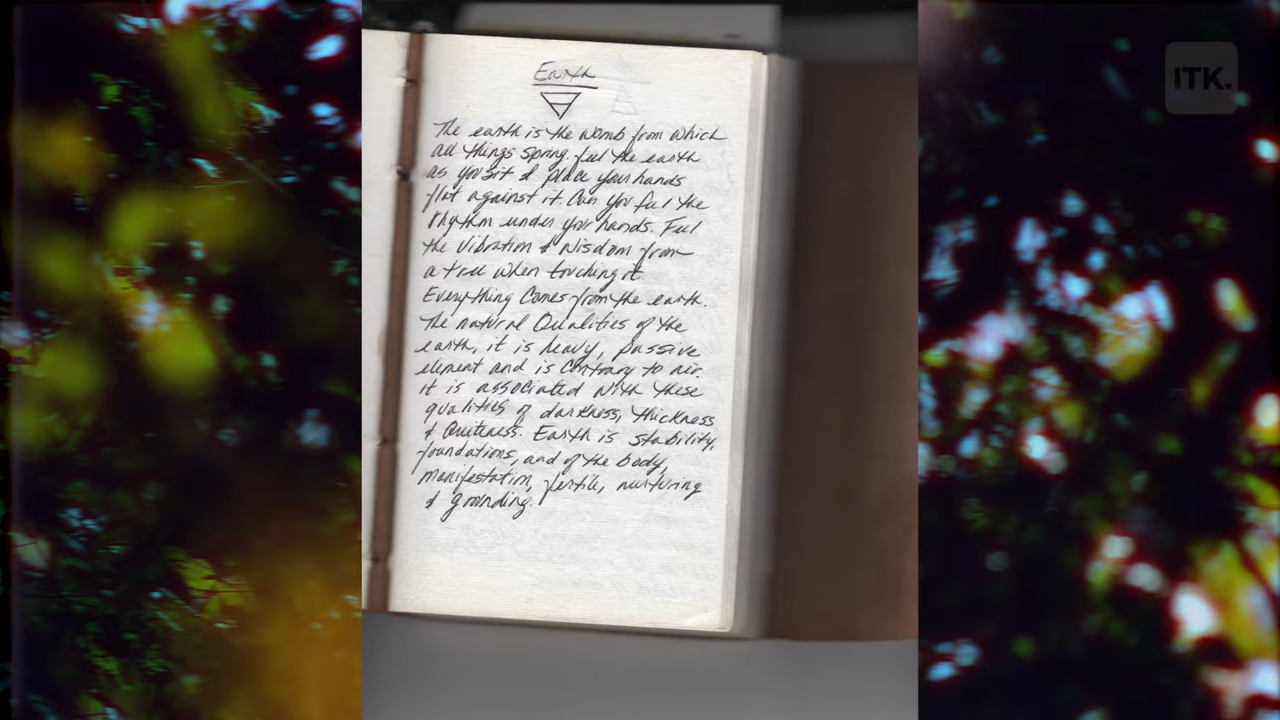 ITK.
Earth
The earth is the womb from which
all things spring. feel the earth
as you sit & place your hands
flat against it. Can you feel the
rhythm under your hands. Feel
the vibration & wisdom from
a tree when touching it
Everything Comes from the earth.
The natural Qualities of the
earth, it is heavy, passive
element and is contrary to air.
it is associated with these
qualities of darkness, thickness
& Quiteness. Earth is stability,
foundations, and of the body,
manifestation, fertile, nurturing
& grounding.